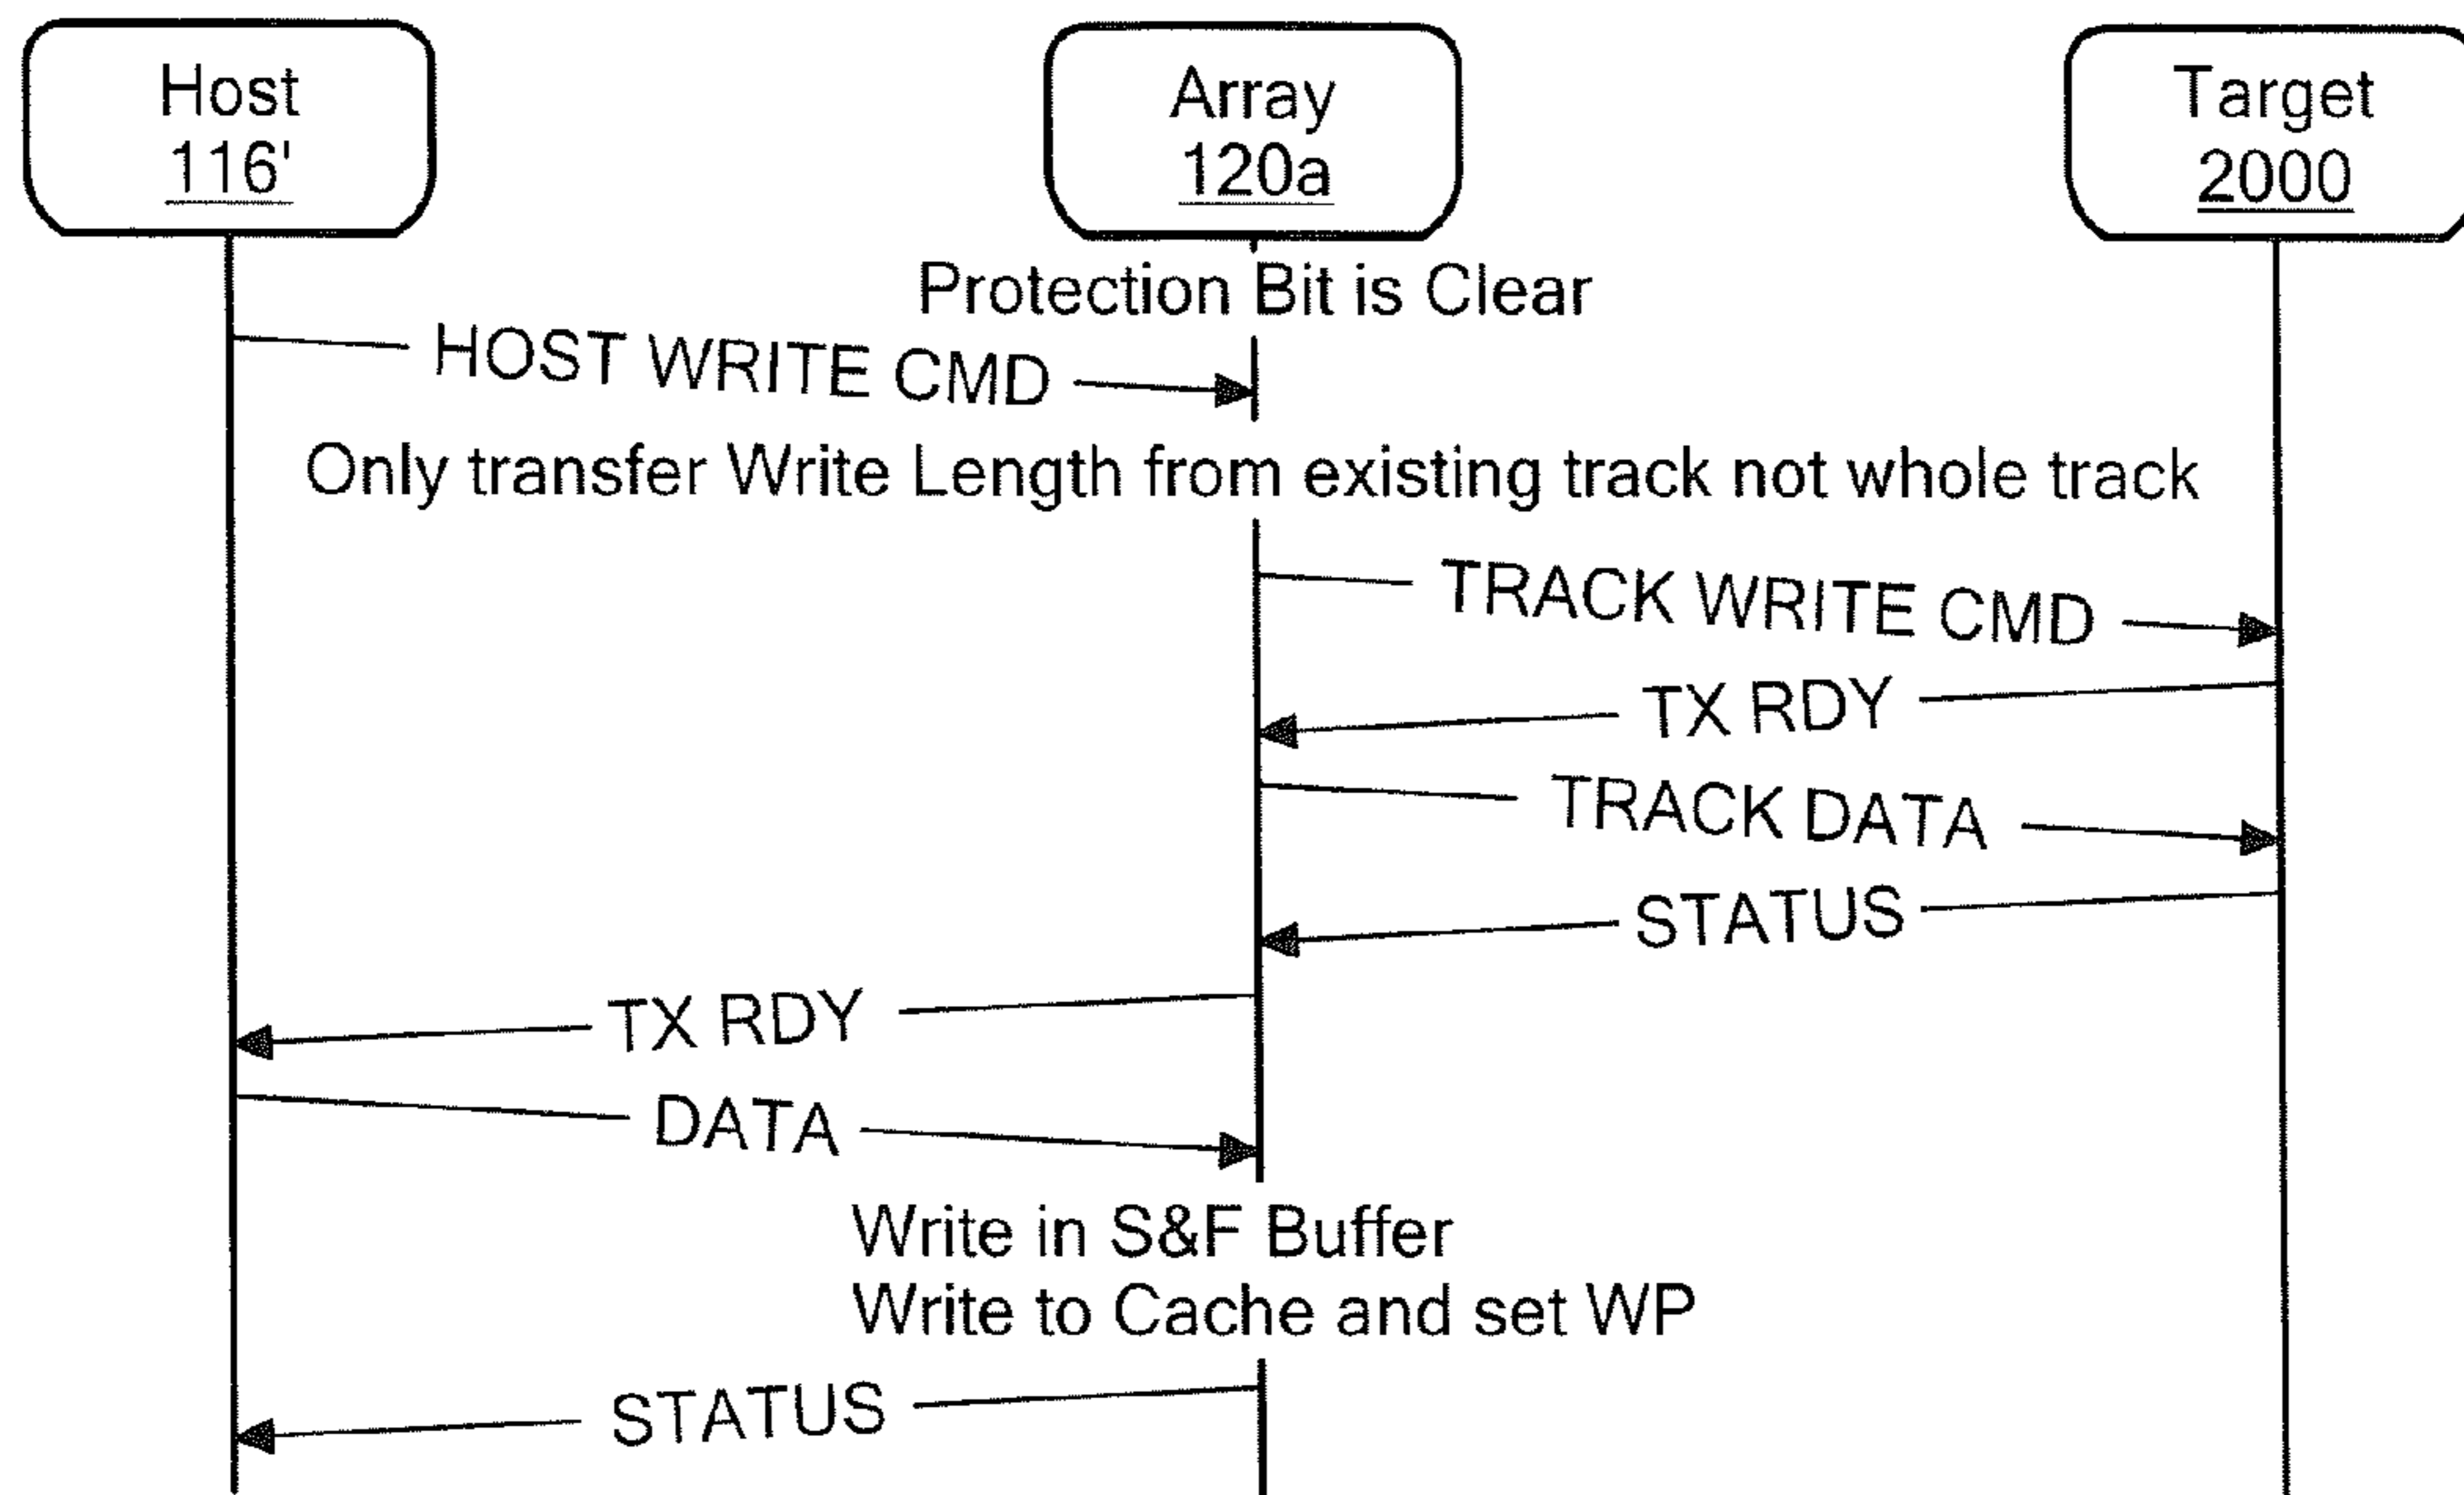 Host
116'
Array
120a
Target
2000
Protection Bit is Clear
HOST WRITE CMD
Only transfer Write Length from existing track not whole track
TRACK WRITE CMD
TX RDY
TRACK DATA
STATUS
TX RDY
DATA
Write in S&F Buffer
Write to Cache and set WP
STATUS